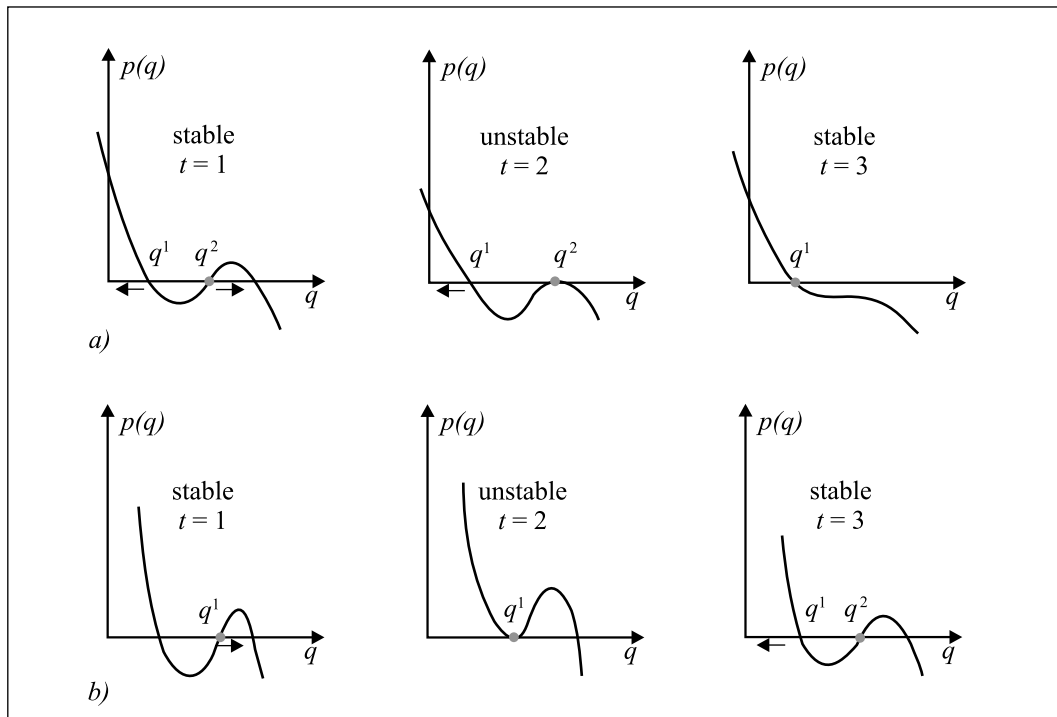 p(q)
stable
t = 1
q¹ q²
q
p(q)
unstable
t = 2
q¹ q²
q
p(q)
stable
t = 3
q¹
q
a)
p(q)
stable
t = 1
q¹
q
p(q)
unstable
t = 2
q¹
q
p(q)
stable
t = 3
q¹ q²
q
b)